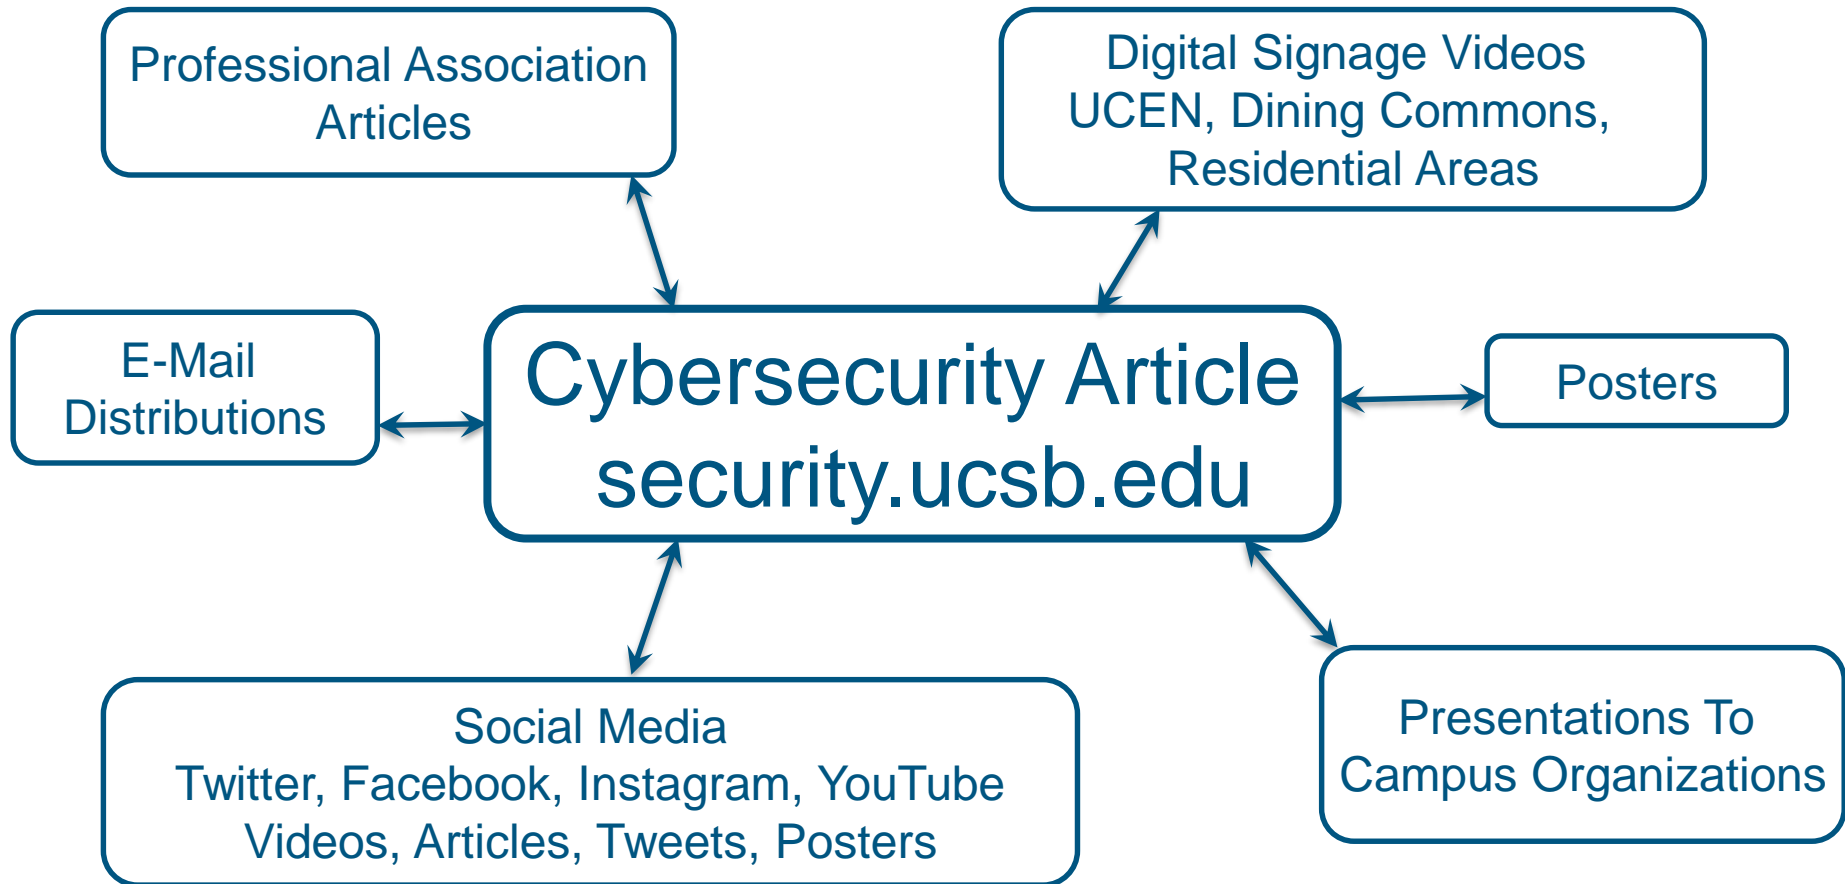 Professional Association
Articles
Digital Signage Videos
UCEN, Dining Commons,
Residential Areas
E-Mail
Distributions
Cybersecurity Article
security.ucsb.edu
Posters
Social Media
Twitter, Facebook, Instagram, YouTube
Videos, Articles, Tweets, Posters
Presentations To
Campus Organizations